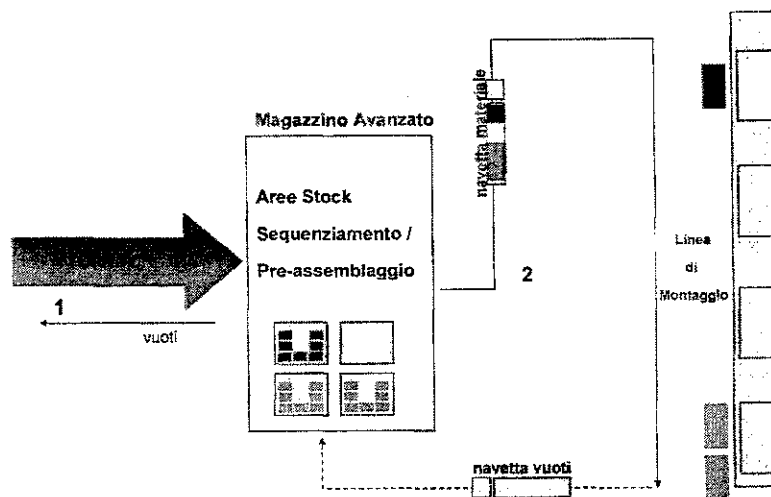 Magazzino Avanzato
Aree Stock
Sequenziamento /
Pre-assemblaggio
1
vuoti
navetta materiale
2
Linea
di
Montaggio
navetta vuoti